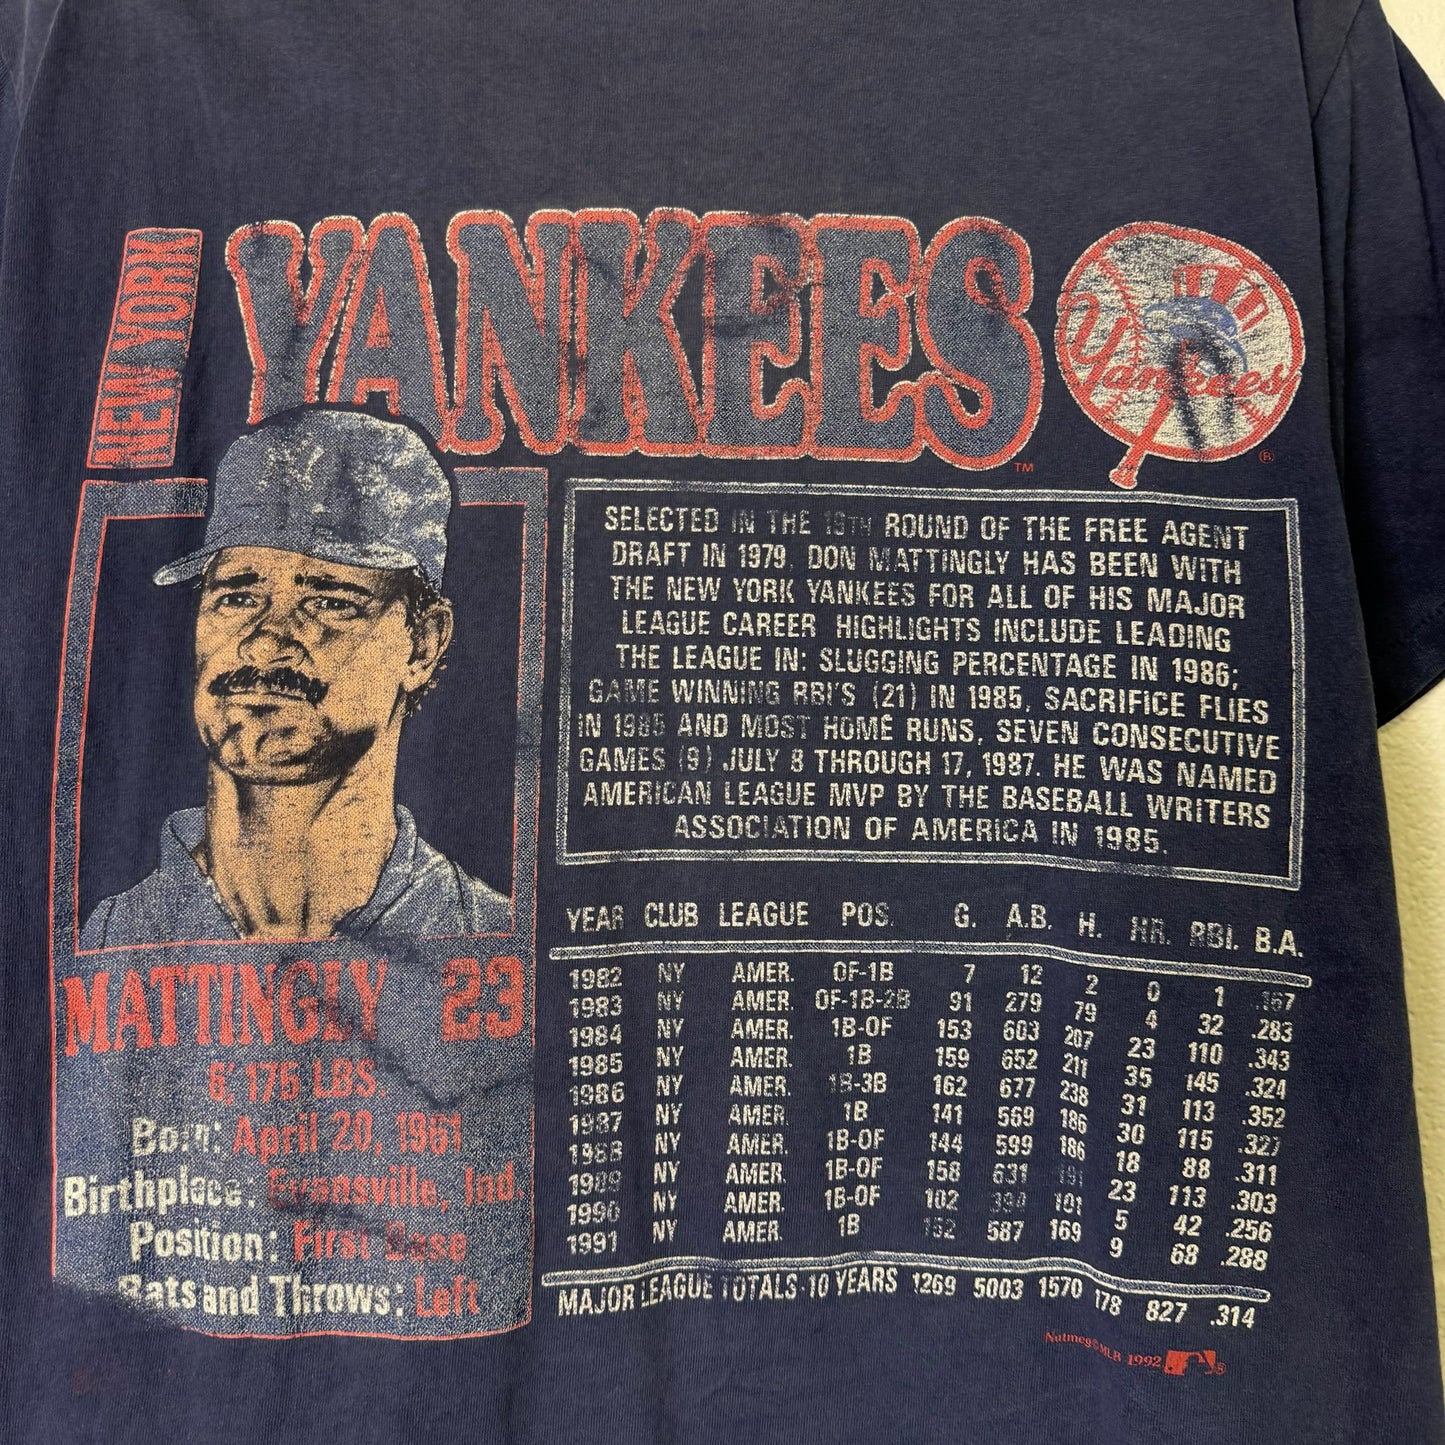 NEW YORK
YANKEES
TM
Yankees
®
SELECTED IN THE 19TH ROUND OF THE FREE AGENT
DRAFT IN 1979. DON MATTINGLY HAS BEEN WITH
THE NEW YORK YANKEES FOR ALL OF HIS MAJOR
LEAGUE CAREER HIGHLIGHTS INCLUDE LEADING
THE LEAGUE IN: SLUGGING PERCENTAGE IN 1986;
GAME WINNING RBI'S (21) IN 1985, SACRIFICE FLIES
IN 1985 AND MOST HOME RUNS, SEVEN CONSECUTIVE
GAMES (9) JULY 8 THROUGH 17, 1987. HE WAS NAMED
AMERICAN LEAGUE MVP BY THE BASEBALL WRITERS
ASSOCIATION OF AMERICA IN 1985.
MATTINGLY 23
6', 175 LBS.
Born: April 20, 1961
Birthplace: Evansville, Ind.
Position: First Base
Bats and Throws: Left
YEAR CLUB LEAGUE POS. G. A.B. H. HR. RBI. B.A.
1982 NY AMER. OF-1B 7 12 2 0 1 .167
1983 NY AMER. OF-1B-2B 91 279 79 4 32 .283
1984 NY AMER. 1B-OF 153 603 207 23 110 .343
1985 NY AMER. 1B 159 652 211 35 145 .324
1986 NY AMER. 1B-3B 162 677 238 31 113 .352
1987 NY AMER. 1B 141 569 186 30 115 .327
1988 NY AMER. 1B-OF 144 599 186 18 88 .311
1989 NY AMER. 1B-OF 158 631 191 23 113 .303
1990 NY AMER. 1B-OF 102 394 101 5 42 .256
1991 NY AMER. 1B 152 587 169 9 68 .288
MAJOR LEAGUE TOTALS-10 YEARS 1269 5003 1570 178 827 .314
Nutmeg © MLB 1992 ®